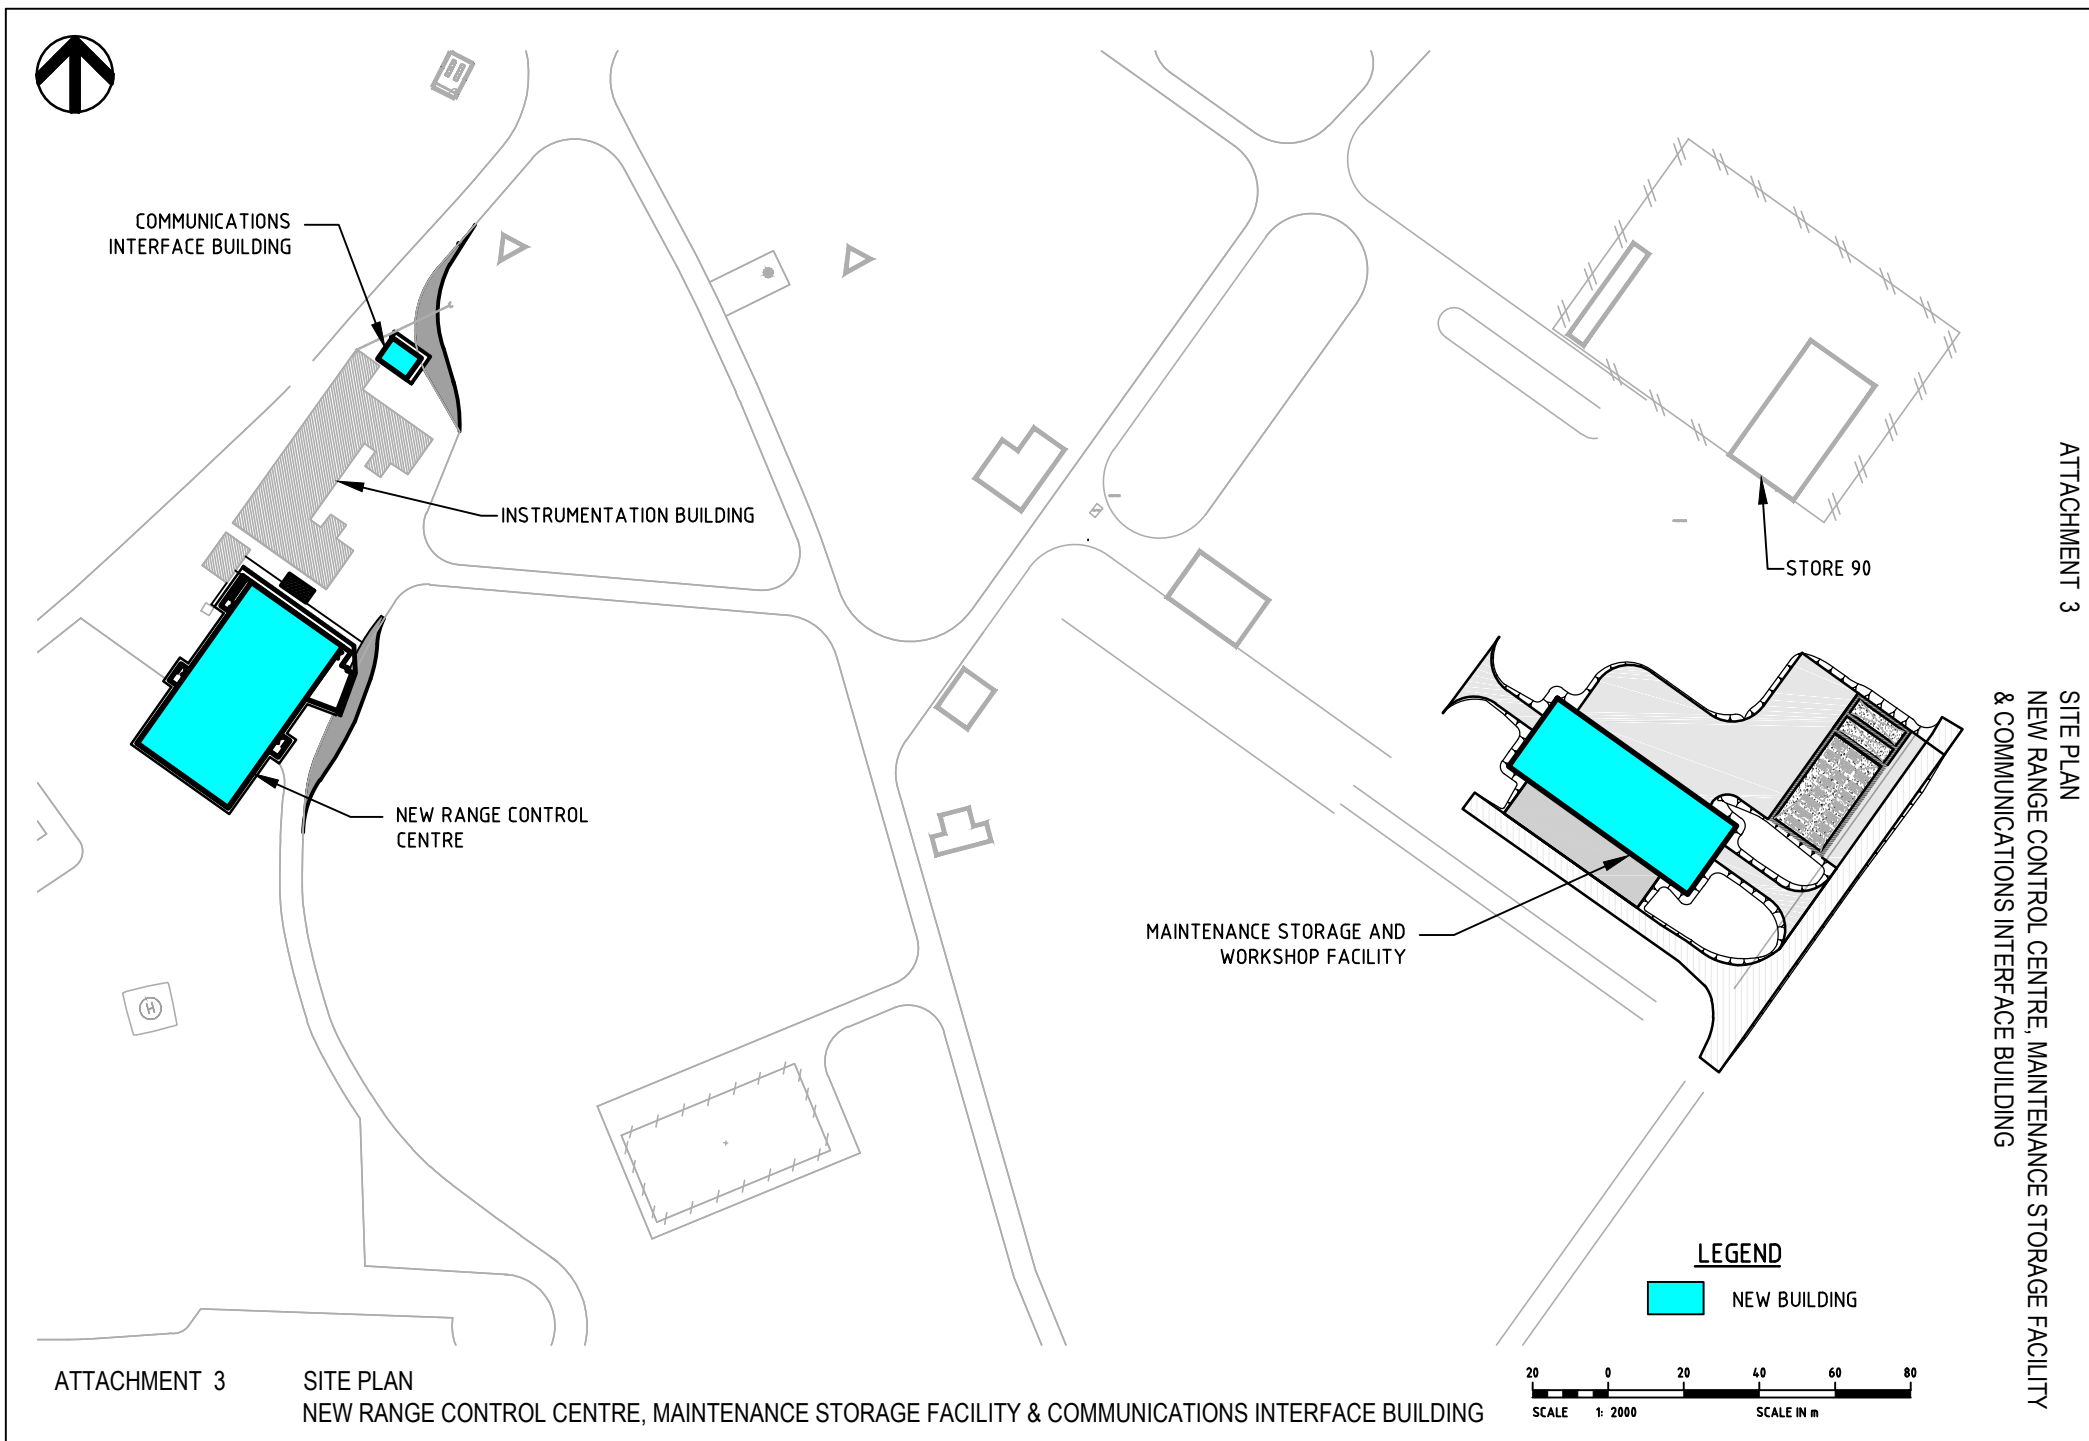 COMMUNICATIONS
INTERFACE BUILDING
INSTRUMENTATION BUILDING
NEW RANGE CONTROL
CENTRE
H
STORE 90
MAINTENANCE STORAGE AND
WORKSHOP FACILITY
LEGEND
NEW BUILDING
20 0 20 40 60 80
SCALE 1: 2000 SCALE IN m
ATTACHMENT 3 SITE PLAN
NEW RANGE CONTROL CENTRE, MAINTENANCE STORAGE FACILITY & COMMUNICATIONS INTERFACE BUILDING
ATTACHMENT 3 SITE PLAN
NEW RANGE CONTROL CENTRE, MAINTENANCE STORAGE FACILITY
& COMMUNICATIONS INTERFACE BUILDING